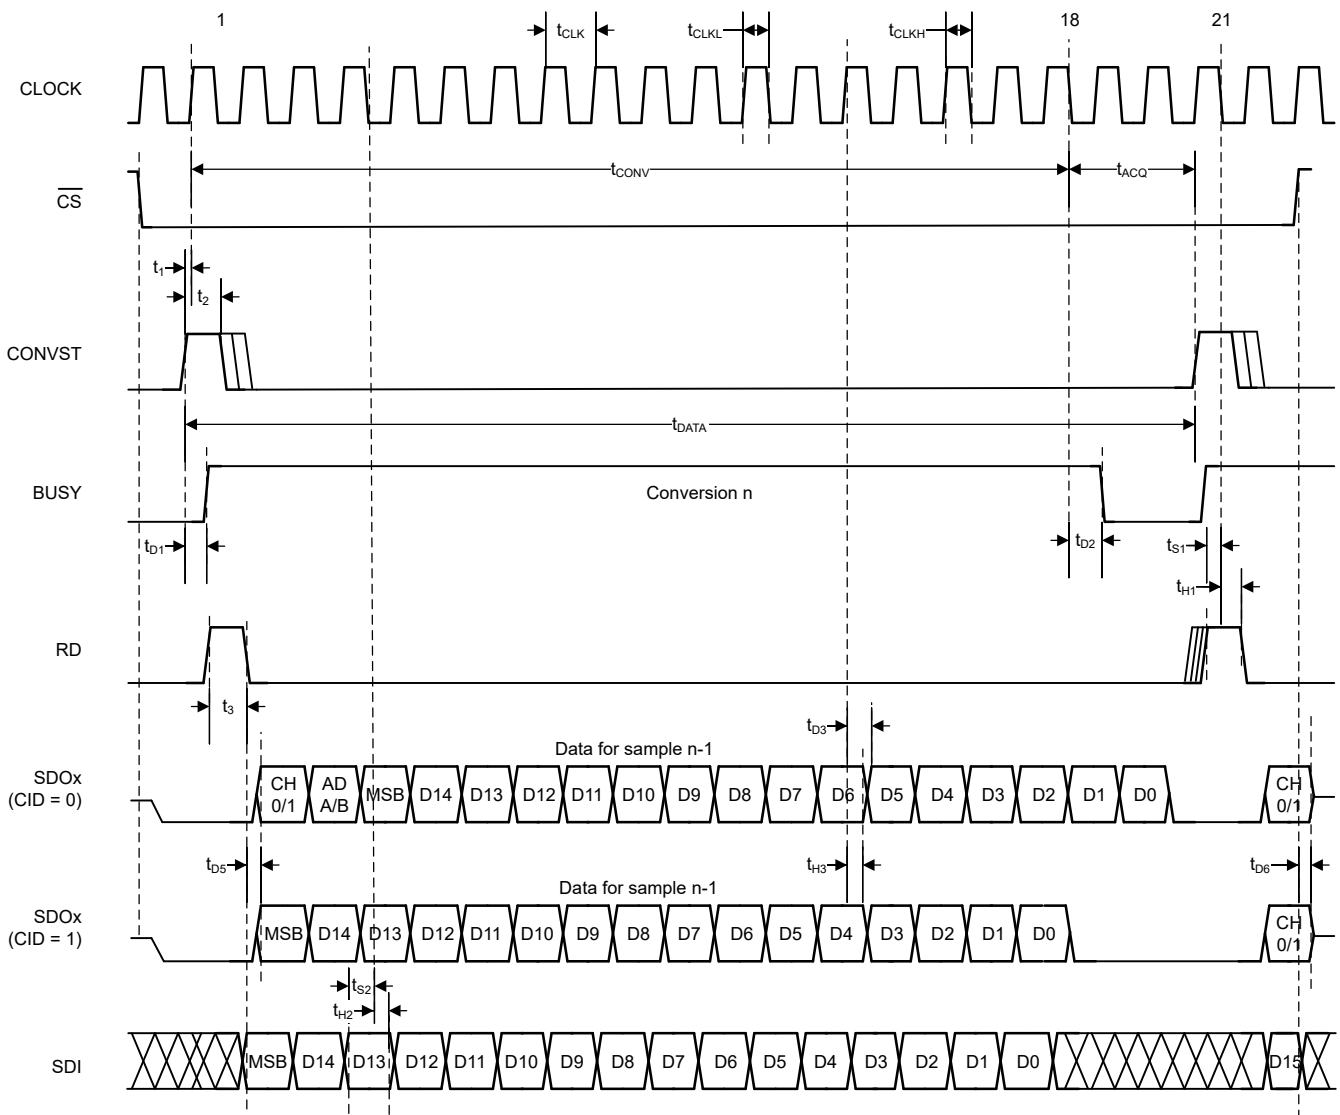 1 18 21
tCLK tCLKL tCLKH
CLOCK
tCONV tACQ
CS
t1
t2
CONVST
tDATA
BUSY Conversion n
tD1 tD2 tS1
tH1
RD
t3 tD3
Data for sample n-1
SDOx
(CID = 0)
CH 0/1 AD A/B MSB D14 D13 D12 D11 D10 D9 D8 D7 D6 D5 D4 D3 D2 D1 D0 CH 0/1
tD5 tH3 tD6
Data for sample n-1
SDOx
(CID = 1)
MSB D14 D13 D12 D11 D10 D9 D8 D7 D6 D5 D4 D3 D2 D1 D0 CH 0/1
tS2
tH2
SDI MSB D14 D13 D12 D11 D10 D9 D8 D7 D6 D5 D4 D3 D2 D1 D0 D15